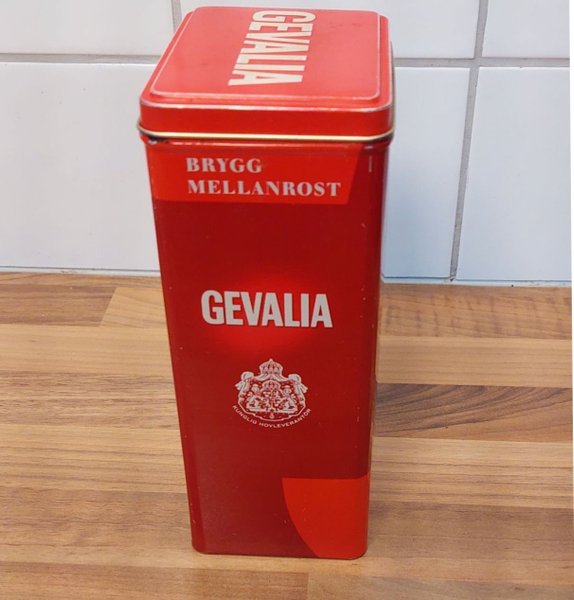 GEVALIA
BRYGG
MELLANROST
GEVALIA
KUNGLIG HOVLEVERANTÖR